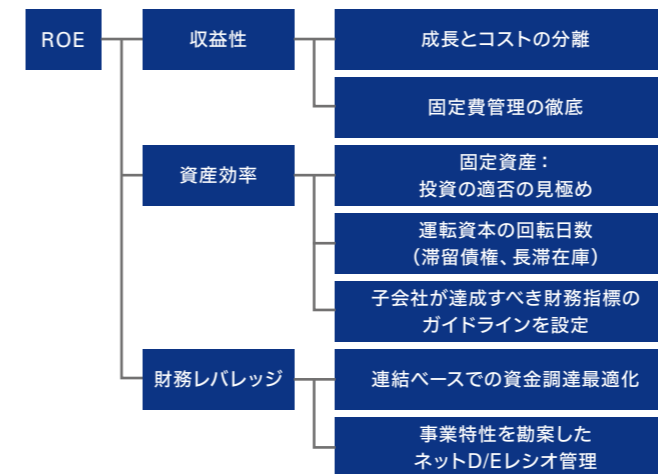 ROE
収益性
成長とコストの分離
固定費管理の徹底
資産効率
固定資産：
投資の適否の見極め
運転資本の回転日数
（滞留債権、長滞在庫）
子会社が達成すべき財務指標の
ガイドラインを設定
財務レバレッジ
連結ベースでの資金調達最適化
事業特性を勘案した
ネットD/Eレシオ管理